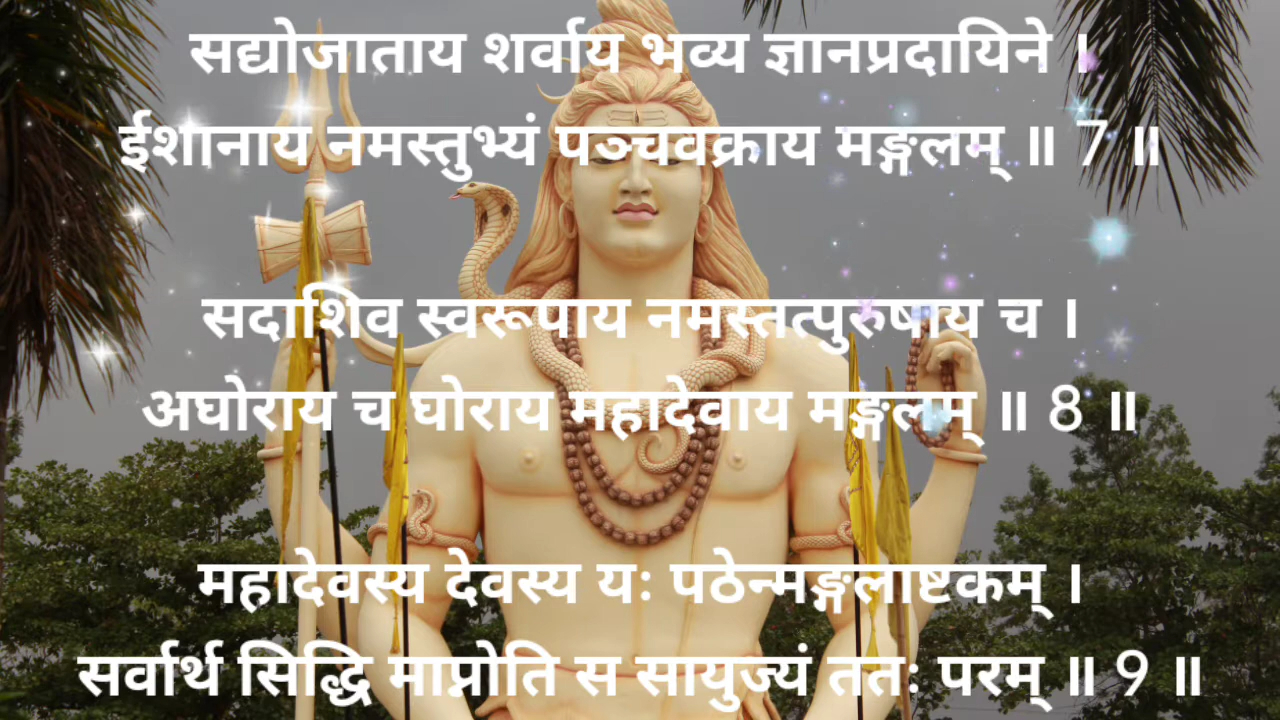 सद्योजाताय शर्वाय भव्य ज्ञानप्रदायिने ।
ईशानाय नमस्तुभ्यं पञ्चवक्राय मङ्गलम् ॥ 7 ॥
सदाशिव स्वरूपाय नमस्तत्पुरुषाय च ।
अघोराय च घोराय महादेवाय मङ्गलम् ॥ 8 ॥
महादेवस्य देवस्य यः पठेन्मङ्गलाष्टकम् ।
सर्वार्थ सिद्धि माप्नोति स सायुज्यं ततः परम् ॥ 9 ॥